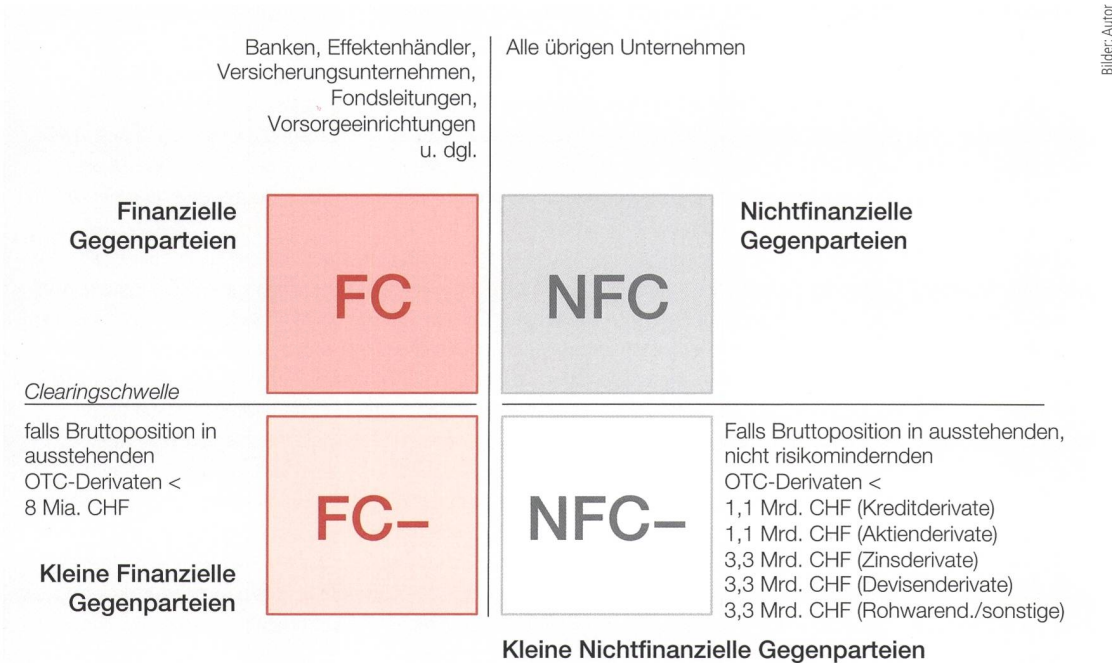 Bilder: Autor
Banken, Effektenhändler,
Versicherungsunternehmen,
Fondsleitungen,
Vorsorgeeinrichtungen
u. dgl.
Alle übrigen Unternehmen
Finanzielle
Gegenparteien
FC
NFC
Nichtfinanzielle
Gegenparteien
Clearingschwelle
falls Bruttoposition in
ausstehenden
OTC-Derivaten <
8 Mia. CHF
Kleine Finanzielle
Gegenparteien
FC–
NFC–
Falls Bruttoposition in ausstehenden,
nicht risikomindernden
OTC-Derivaten <
1,1 Mrd. CHF (Kreditderivate)
1,1 Mrd. CHF (Aktienderivate)
3,3 Mrd. CHF (Zinsderivate)
3,3 Mrd. CHF (Devisenderivate)
3,3 Mrd. CHF (Rohwarend./sonstige)
Kleine Nichtfinanzielle Gegenparteien